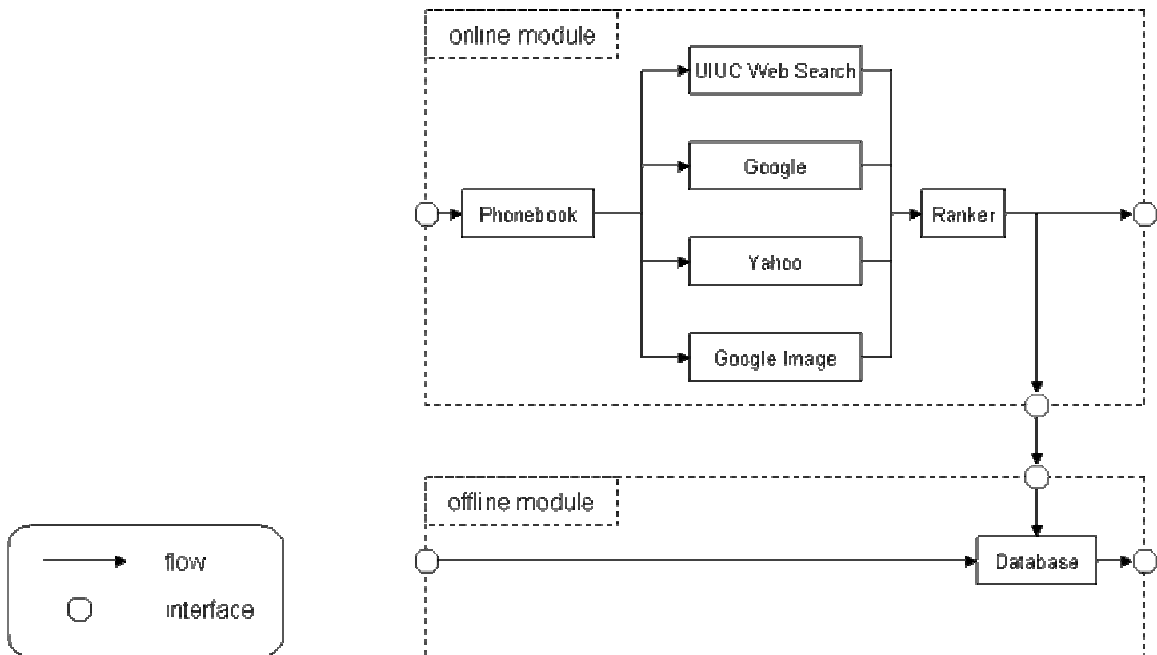 online module
UIUC Web Search
Google
Phonebook
Ranker
Yahoo
Google Image
offline module
Database
flow
interface